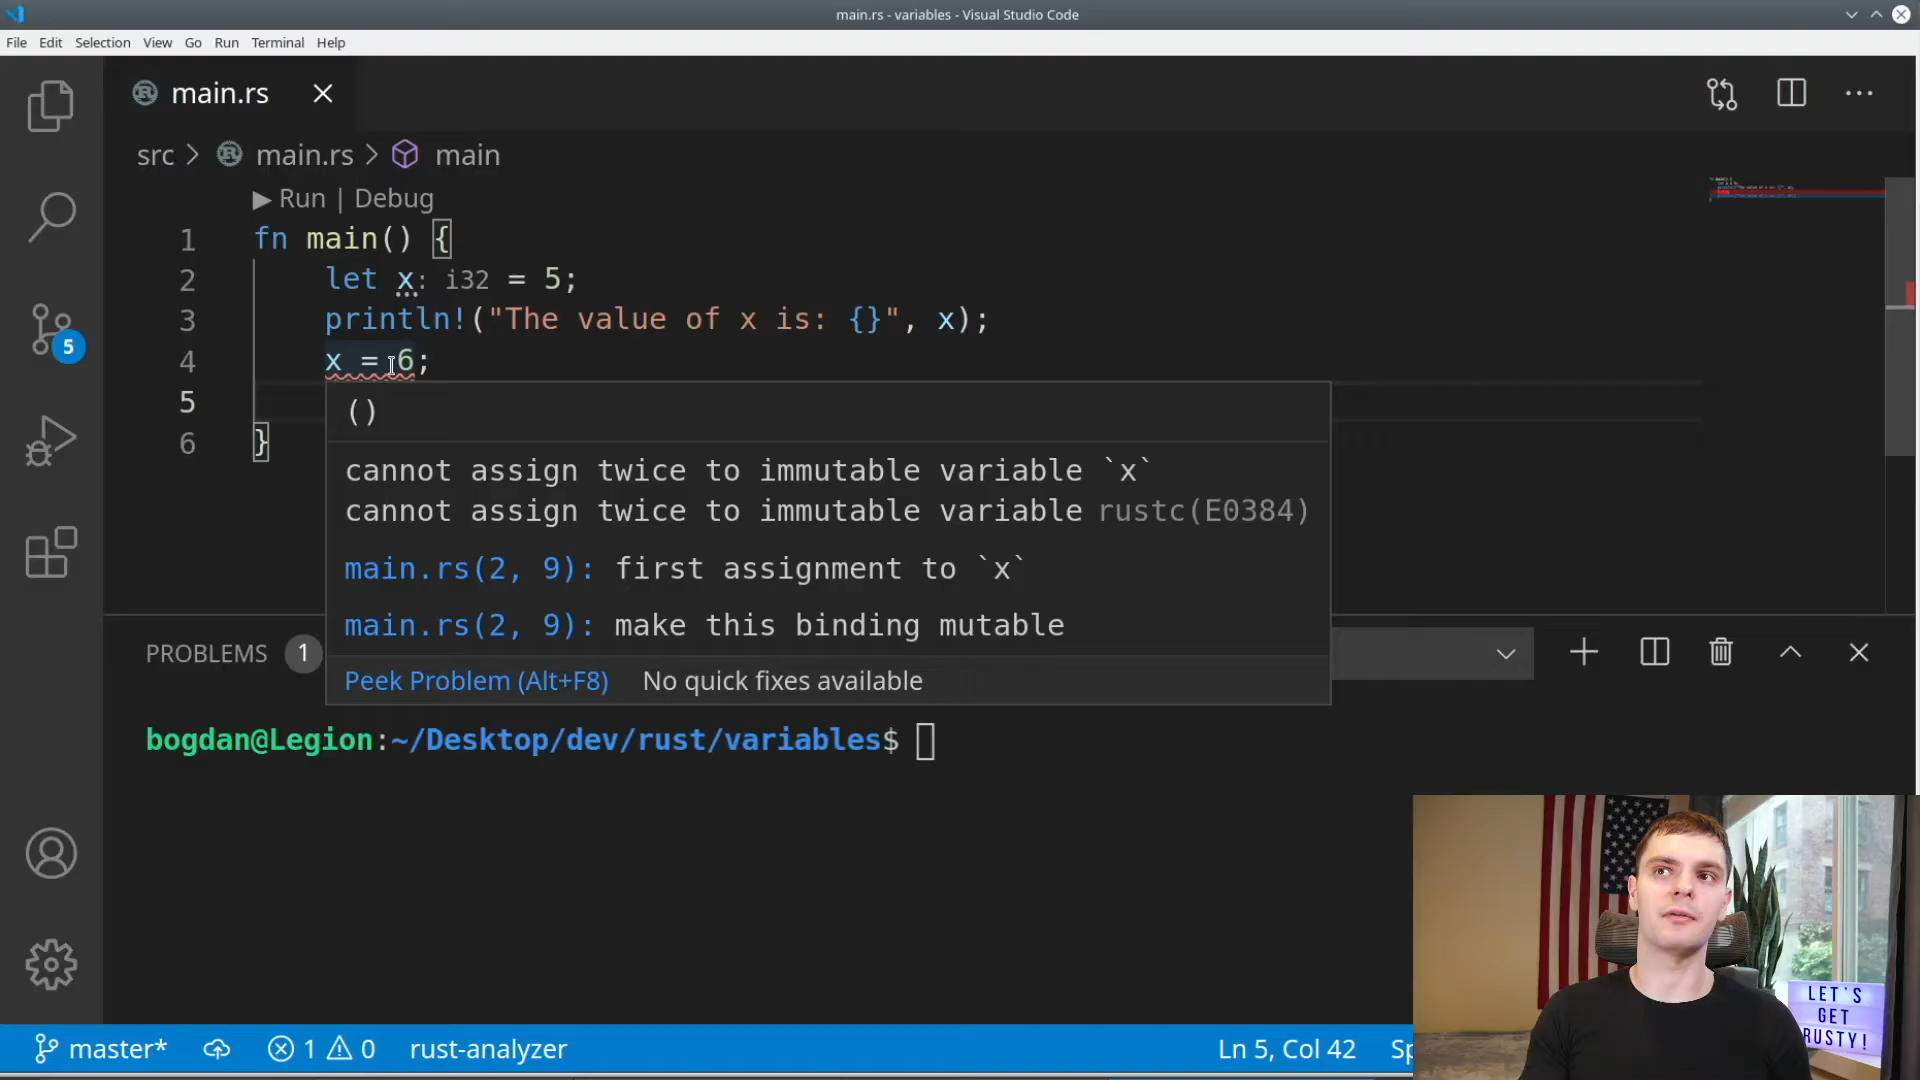 main.rs - variables - Visual Studio Code
File Edit Selection View Go Run Terminal Help
main.rs
src > main.rs > main
Run | Debug
1 fn main() {
2 let x: i32 = 5;
3 println!("The value of x is: {}", x);
4 x = 6;
5
6 }
()
cannot assign twice to immutable variable `x`
cannot assign twice to immutable variable rustc(E0384)
main.rs(2, 9): first assignment to `x`
main.rs(2, 9): make this binding mutable
Peek Problem (Alt+F8) No quick fixes available
5
PROBLEMS 1
bogdan@Legion:~/Desktop/dev/rust/variables$
LET'S
GET
RUSTY!
master* 1 0 rust-analyzer Ln 5, Col 42 Sp